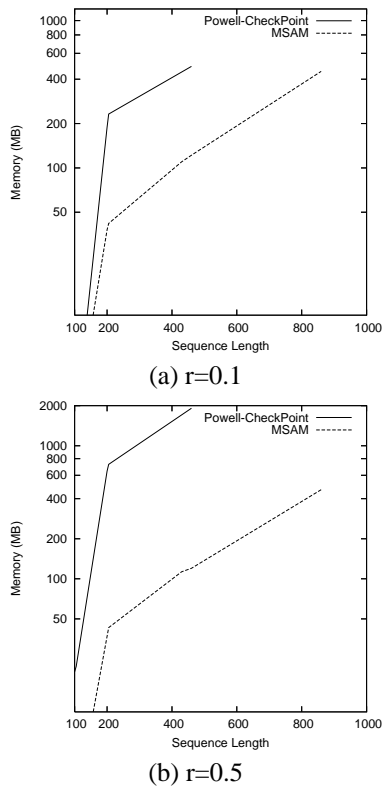 1000
800
600
400
200
100
50
Memory (MB)
Powell-CheckPoint
MSAM
100 200 400 600 800 1000
Sequence Length
(a) r=0.1
2000
1000
800
600
400
200
100
50
Memory (MB)
Powell-CheckPoint
MSAM
100 200 400 600 800 1000
Sequence Length
(b) r=0.5